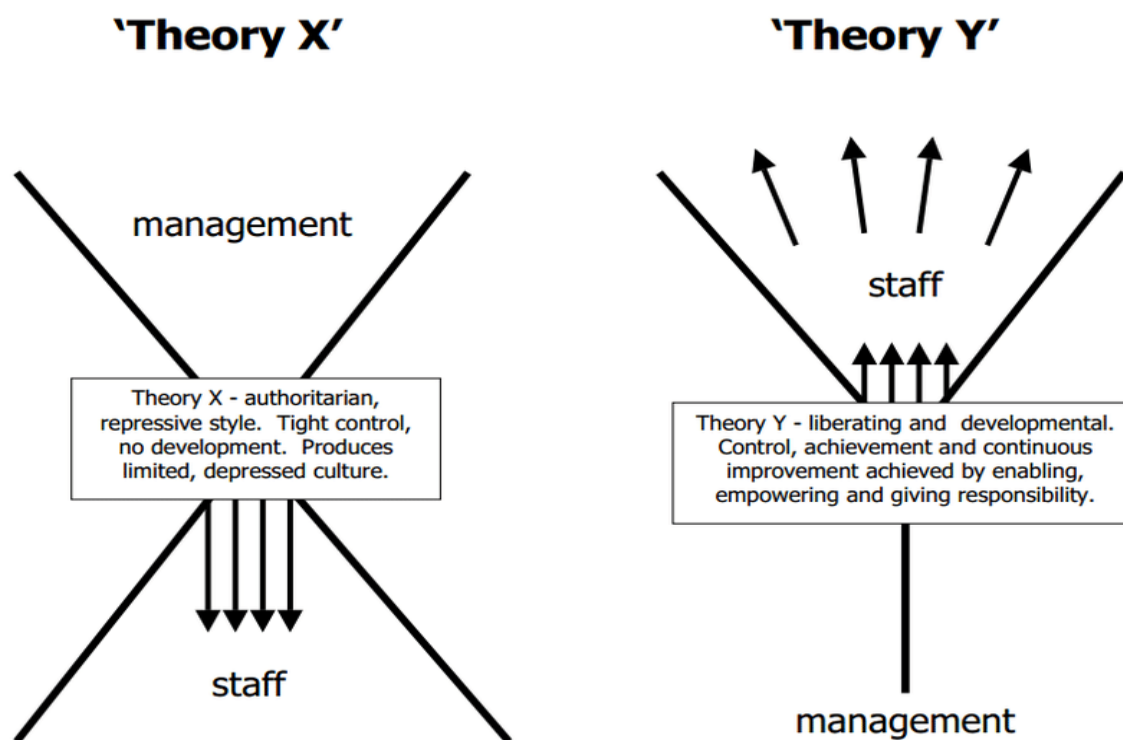 ‘Theory X’
management
Theory X - authoritarian,
repressive style. Tight control,
no development. Produces
limited, depressed culture.
staff
‘Theory Y’
staff
Theory Y - liberating and developmental.
Control, achievement and continuous
improvement achieved by enabling,
empowering and giving responsibility.
management